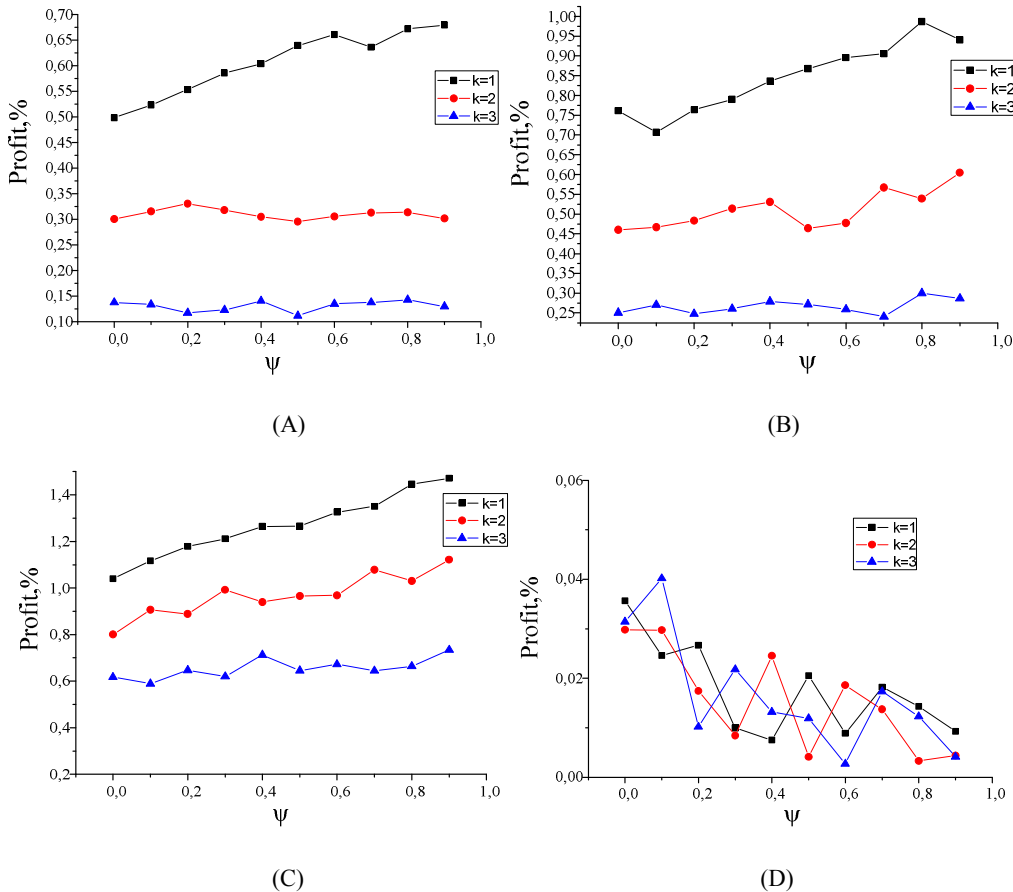 0,70
0,65
0,60
0,55
0,50
0,45
0,40
0,35
0,30
0,25
0,20
0,15
0,10
Profit,%
k=1
k=2
k=3
0,0 0,2 0,4 0,6 0,8 1,0
ψ
(A)
1,00
0,95
0,90
0,85
0,80
0,75
0,70
0,65
0,60
0,55
0,50
0,45
0,40
0,35
0,30
0,25
Profit,%
k=1
k=2
k=3
0,0 0,2 0,4 0,6 0,8 1,0
ψ
(B)
1,4
1,2
1,0
0,8
0,6
0,4
0,2
Profit,%
k=1
k=2
k=3
0,0 0,2 0,4 0,6 0,8 1,0
ψ
(C)
0,06
0,04
0,02
0,00
Profit,%
k=1
k=2
k=3
0,0 0,2 0,4 0,6 0,8 1,0
ψ
(D)